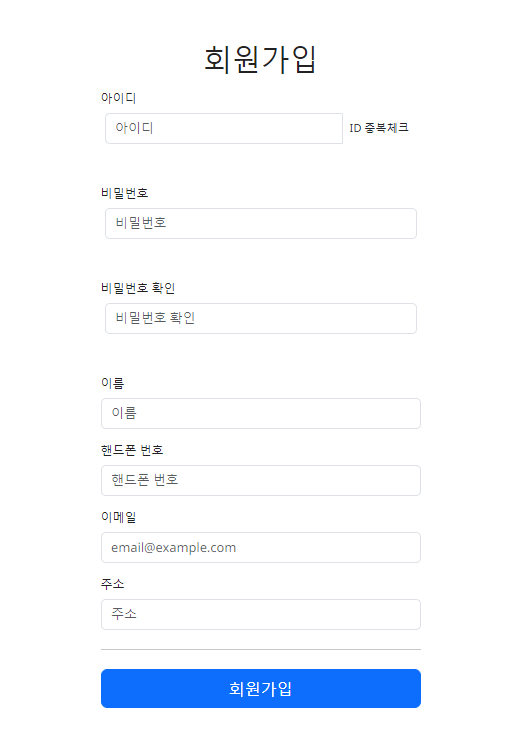 회원가입
아이디
아이디 ID 중복체크
비밀번호
비밀번호
비밀번호 확인
비밀번호 확인
이름
이름
핸드폰 번호
핸드폰 번호
이메일
email@example.com
주소
주소
회원가입